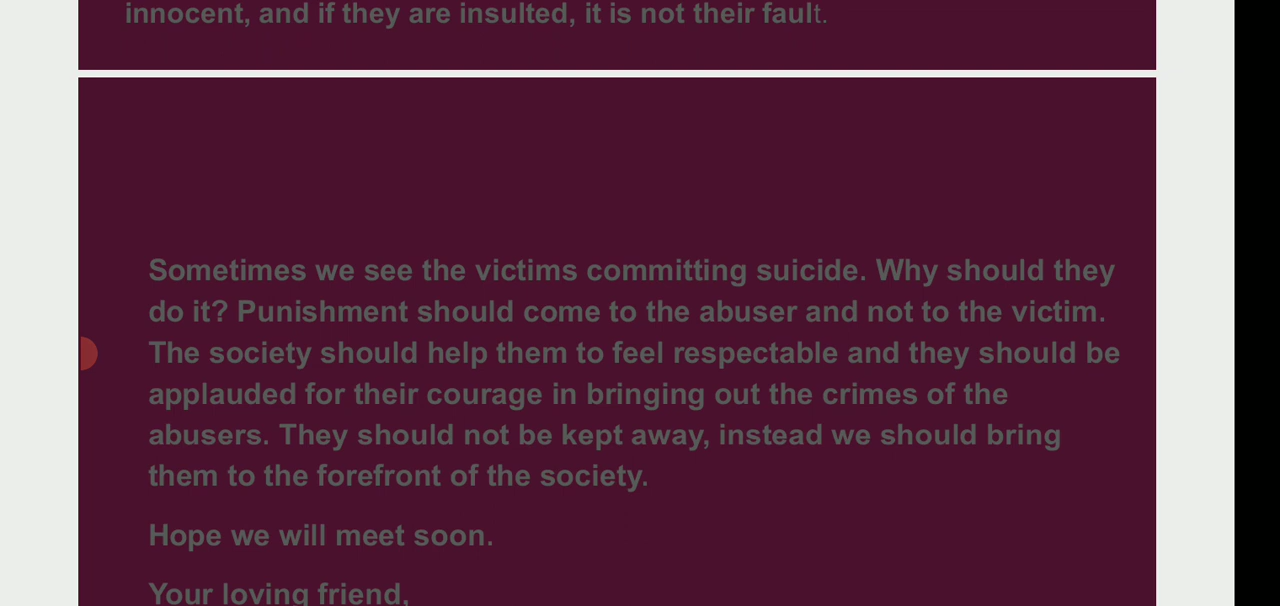 innocent, and if they are insulted, it is not their fault.
Sometimes we see the victims committing suicide. Why should they
do it? Punishment should come to the abuser and not to the victim.
The society should help them to feel respectable and they should be
applauded for their courage in bringing out the crimes of the
abusers. They should not be kept away, instead we should bring
them to the forefront of the society.
Hope we will meet soon.
Your loving friend,